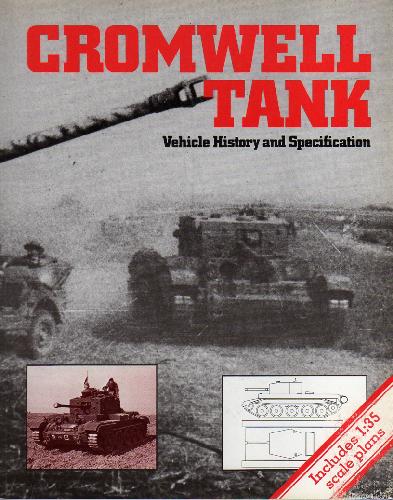 CROMWELL
TANK
Vehicle History and Specification
Includes 1:35
scale plans